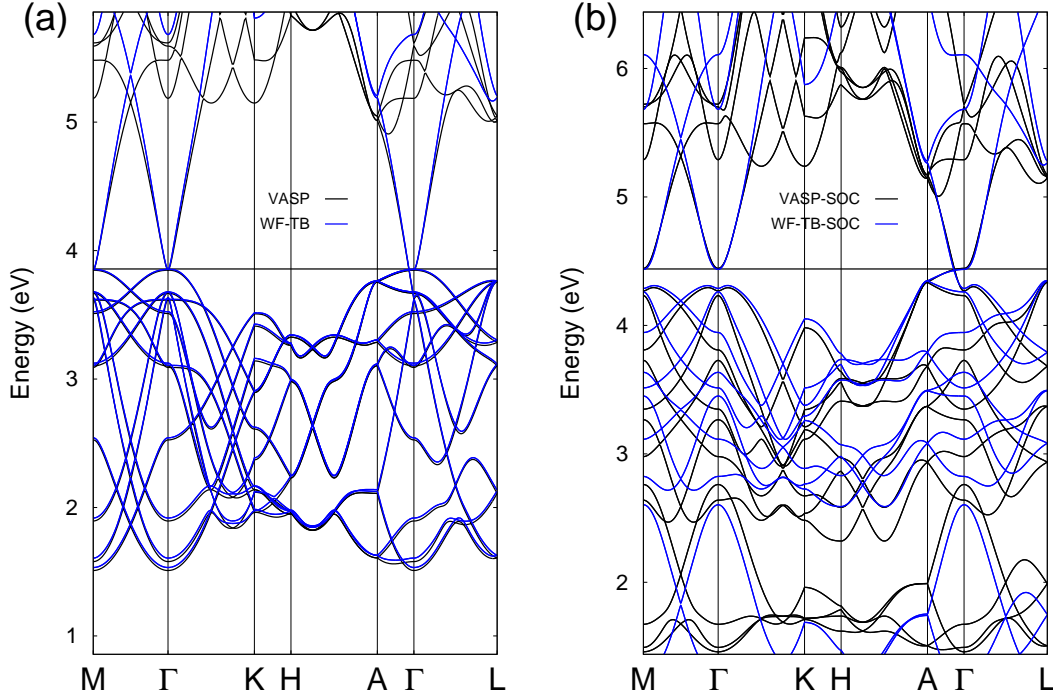 (a)
5
4
3
2
1
Energy (eV)
VASP
WF-TB
M Γ K H A Γ L
(b)
6
5
4
3
2
Energy (eV)
VASP-SOC
WF-TB-SOC
M Γ K H A Γ L